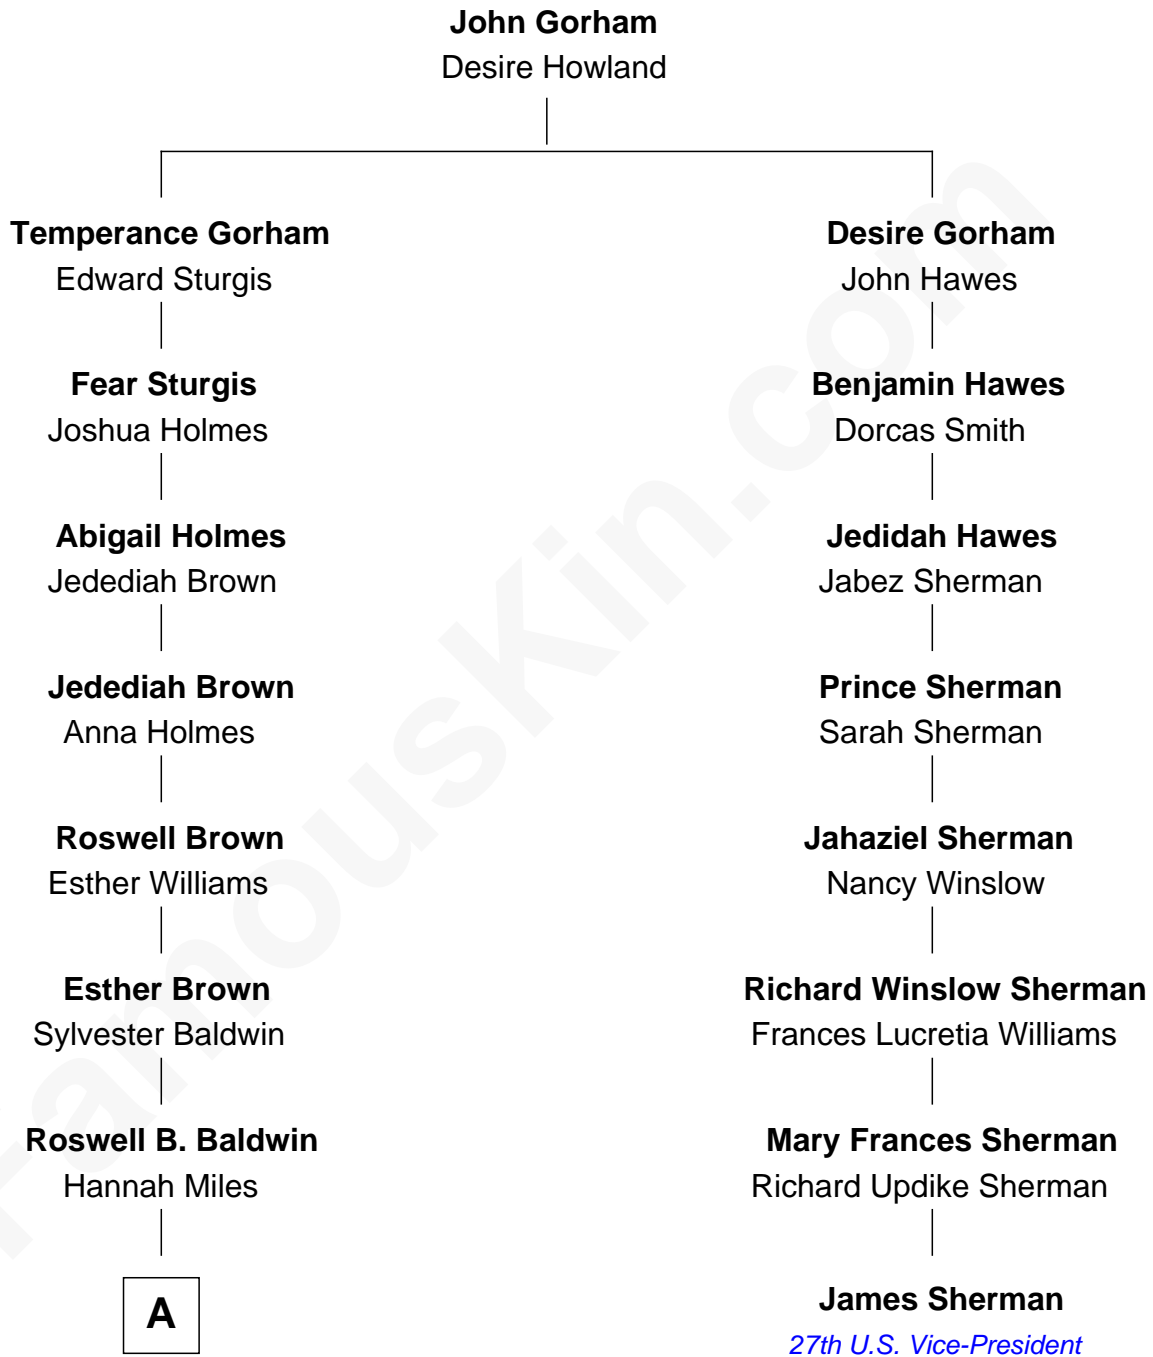 John Gorham
Desire Howland
Temperance Gorham
Edward Sturgis
Fear Sturgis
Joshua Holmes
Abigail Holmes
Jedediah Brown
Jedediah Brown
Anna Holmes
Roswell Brown
Esther Williams
Esther Brown
Sylvester Baldwin
Roswell B. Baldwin
Hannah Miles
A
Desire Gorham
John Hawes
Benjamin Hawes
Dorcas Smith
Jedidah Hawes
Jabez Sherman
Prince Sherman
Sarah Sherman
Jahaziel Sherman
Nancy Winslow
Richard Winslow Sherman
Frances Lucretia Williams
Mary Frances Sherman
Richard Updike Sherman
James Sherman
27th U.S. Vice-President
FamousKin.com